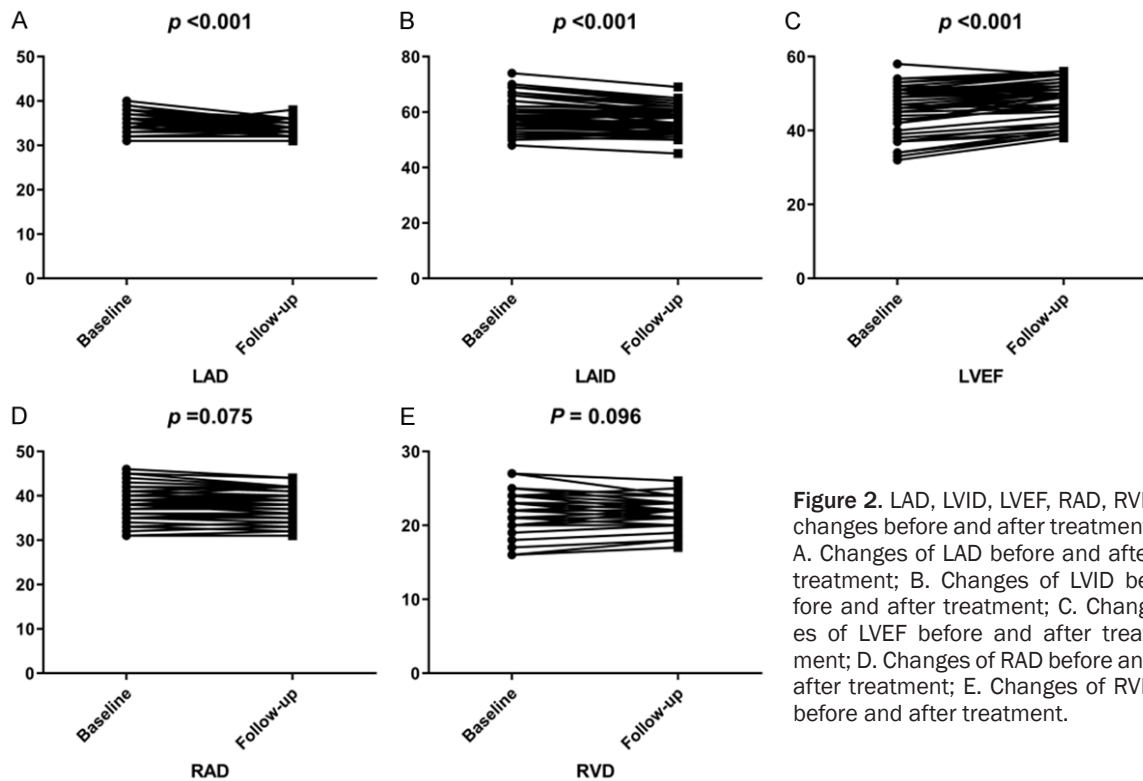 A
p <0.001
50
40
30
20
10
0
Baseline
Follow-up
LAD
B
p <0.001
80
60
40
20
0
Baseline
Follow-up
LAID
C
p <0.001
60
40
20
0
Baseline
Follow-up
LVEF
D
p =0.075
50
40
30
20
10
0
Baseline
Follow-up
RAD
E
P = 0.096
30
20
10
0
Baseline
Follow-up
RVD
Figure 2. LAD, LVID, LVEF, RAD,
changes before and after treatment
A. Changes of LAD before and afte
treatment; B. Changes of LVID be
fore and after treatment; C. Chang
es of LVEF before and after treat
ment; D. Changes of RAD before an
after treatment; E. Changes of
before and after treatment.